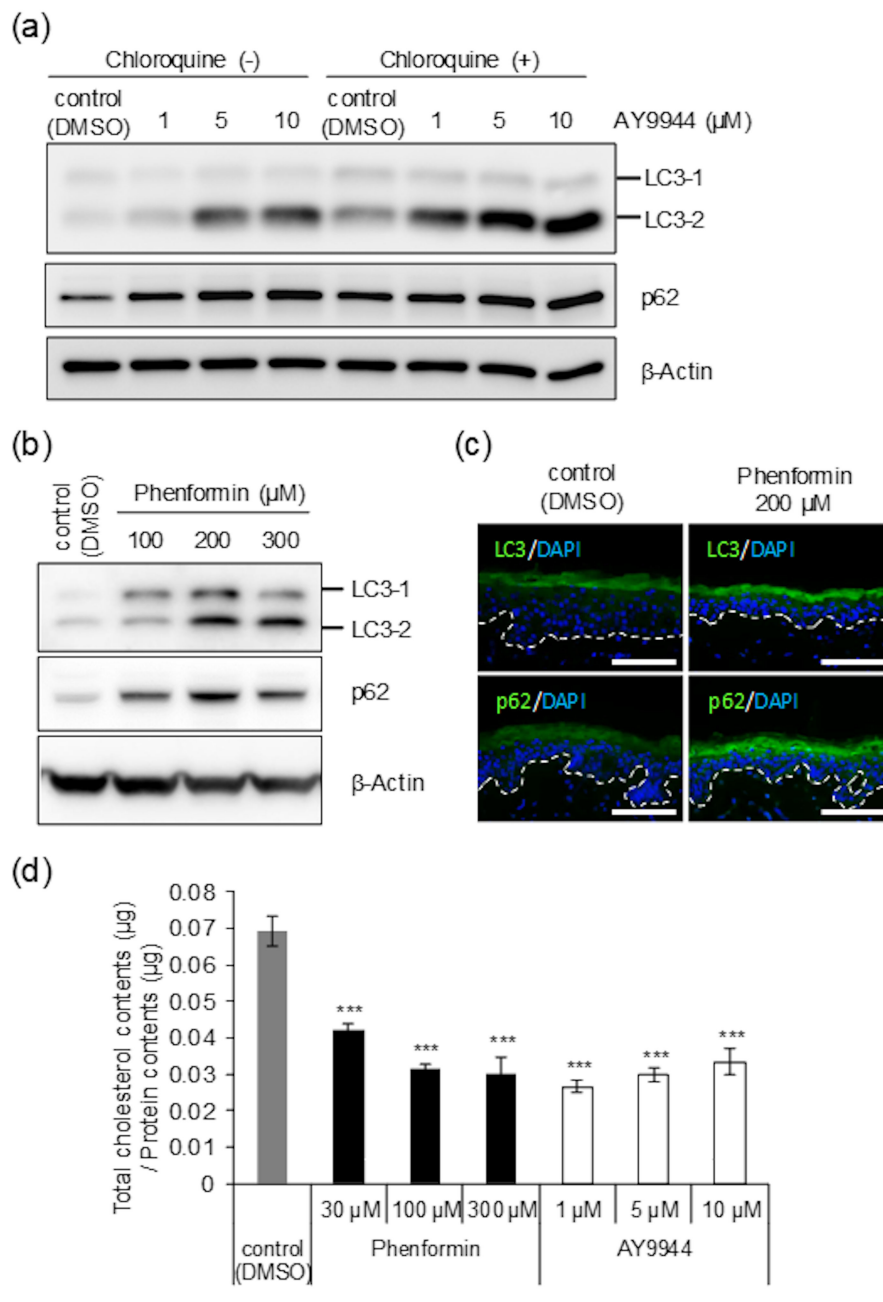 (a)
Chloroquine (-) Chloroquine (+)
control (DMSO) 1 5 10 control (DMSO) 1 5 10 AY9944 (µM)
LC3-1
LC3-2
p62
β-Actin
(b)
control (DMSO)
Phenformin (µM)
100 200 300
LC3-1
LC3-2
p62
β-Actin
(c)
control (DMSO) Phenformin 200 µM
LC3/DAPI LC3/DAPI
p62/DAPI p62/DAPI
(d)
Total cholesterol contents (µg)
/ Protein contents (µg)
0.08
0.07
0.06
0.05
0.04
0.03
0.02
0.01
0
*** *** *** *** *** ***
30 µM 100 µM 300 µM 1 µM 5 µM 10 µM
control (DMSO) Phenformin AY9944